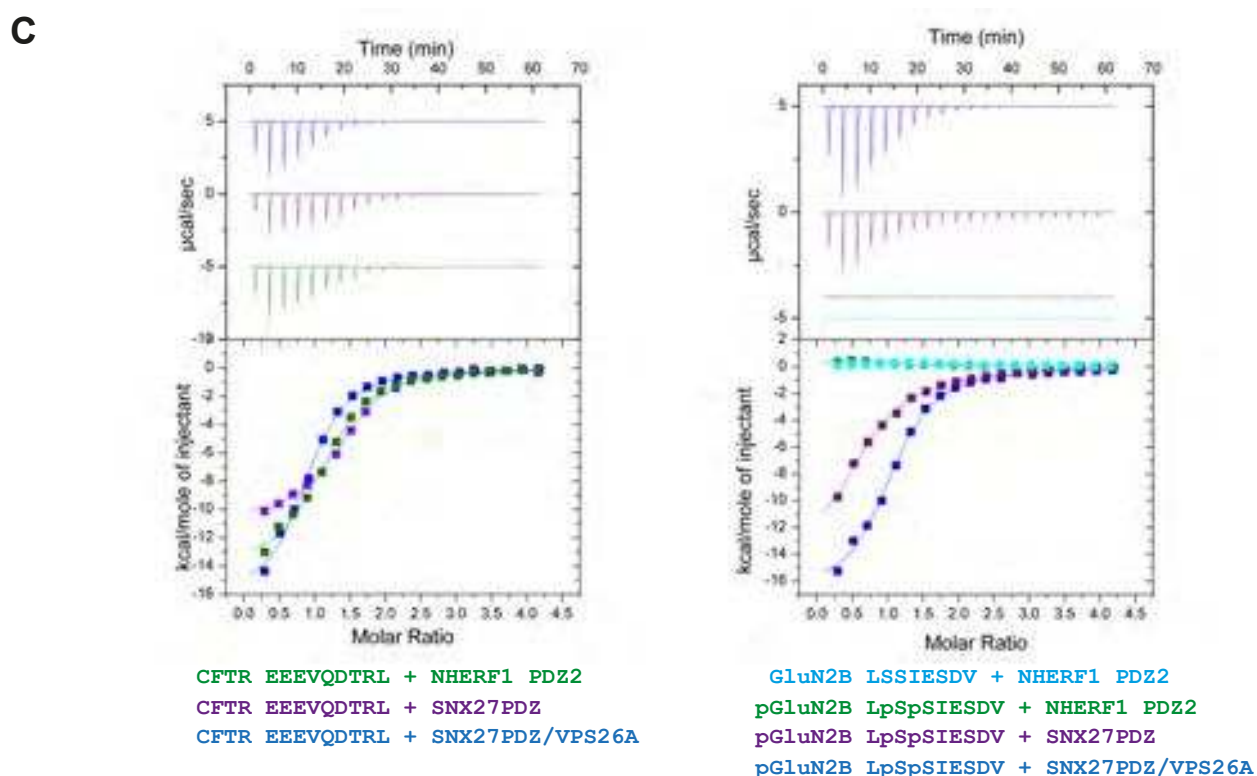 C
Time (min)
0 10 20 30 40 50 60 70
5
0
-5
-10
µcal/sec
0
-2
-4
-6
-8
-10
-12
-14
-16
kcal/mole of injectant
0.0 0.5 1.0 1.5 2.0 2.5 3.0 3.5 4.0 4.5
Molar Ratio
CFTR EEEVQDTRL + NHERF1 PDZ2
CFTR EEEVQDTRL + SNX27PDZ
CFTR EEEVQDTRL + SNX27PDZ/VPS26A
Time (min)
0 10 20 30 40 50 60 70
5
0
-5
µcal/sec
2
0
-2
-4
-6
-8
-10
-12
-14
-16
kcal/mole of injectant
0.0 0.5 1.0 1.5 2.0 2.5 3.0 3.5 4.0 4.5
Molar Ratio
GluN2B LSSIESDV + NHERF1 PDZ2
pGluN2B LpSpSIESDV + NHERF1 PDZ2
pGluN2B LpSpSIESDV + SNX27PDZ
pGluN2B LpSpSIESDV + SNX27PDZ/VPS26A